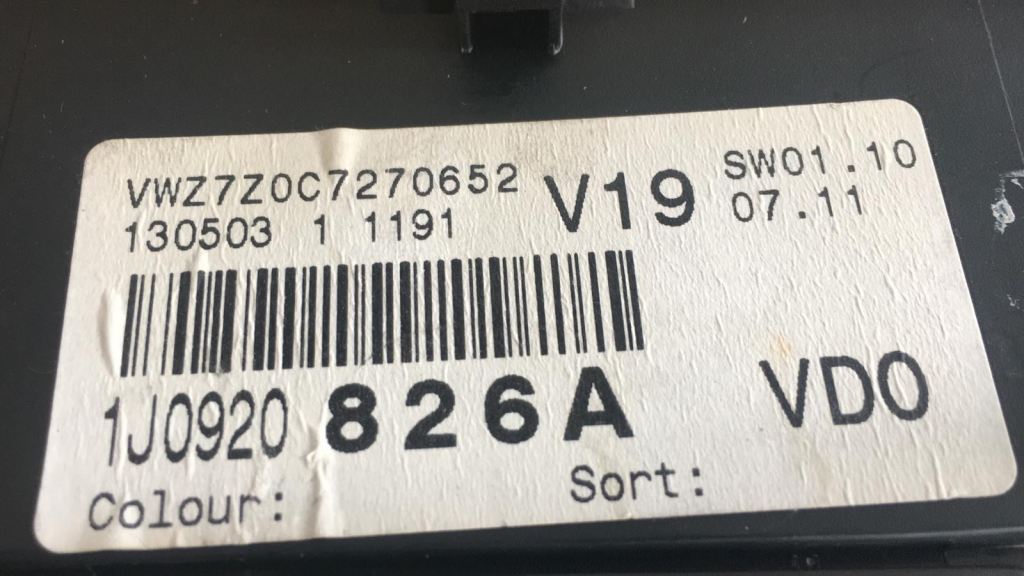 VWZ7Z0C7270652 V19 SW01.10
130503 1 1191 07.11
1J0920 826A VDO
Colour: Sort: